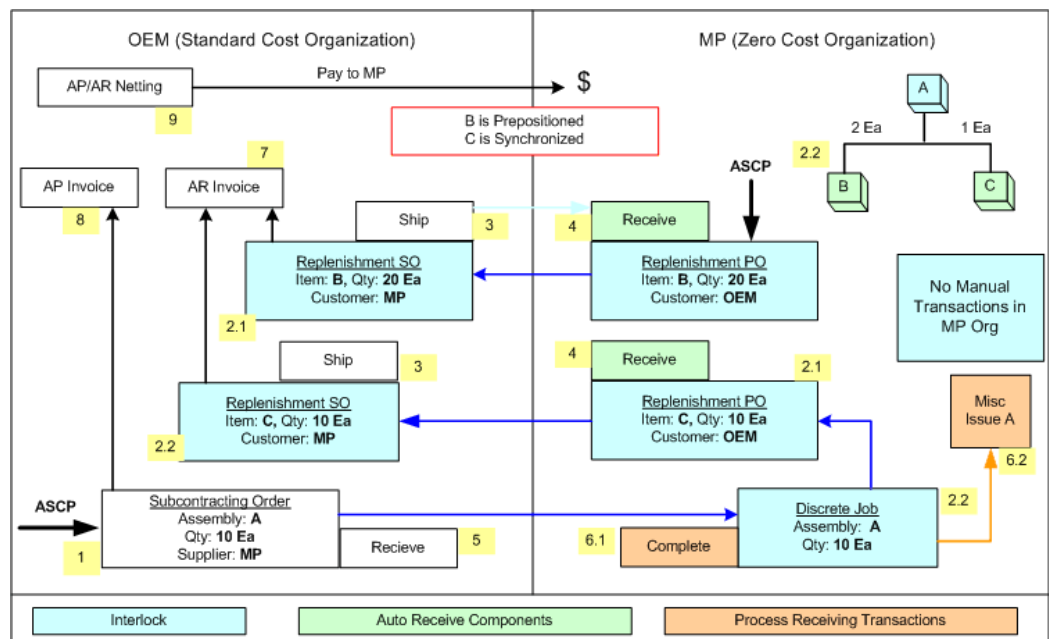 OEM (Standard Cost Organization)
MP (Zero Cost Organization)
AP/AR Netting
9
Pay to MP
$
B is Prepositioned
C is Synchronized
A
2 Ea
1 Ea
2.2
B
C
7
AP Invoice
8
AR Invoice
ASCP
Ship
3
4
Receive
Replenishment SO
Item: B, Qty: 20 Ea
Customer: MP
2.1
Replenishment PO
Item: B, Qty: 20 Ea
Customer: OEM
No Manual
Transactions in
MP Org
Ship
3
4
Receive
2.1
Replenishment SO
Item: C, Qty: 10 Ea
Customer: MP
2.2
Replenishment PO
Item: C, Qty: 10 Ea
Customer: OEM
Misc
Issue A
6.2
ASCP
1
Subcontracting Order
Assembly: A
Qty: 10 Ea
Supplier: MP
Recieve
5
6.1
Complete
Discrete Job
Assembly: A
Qty: 10 Ea
2.2
Interlock
Auto Receive Components
Process Receiving Transactions